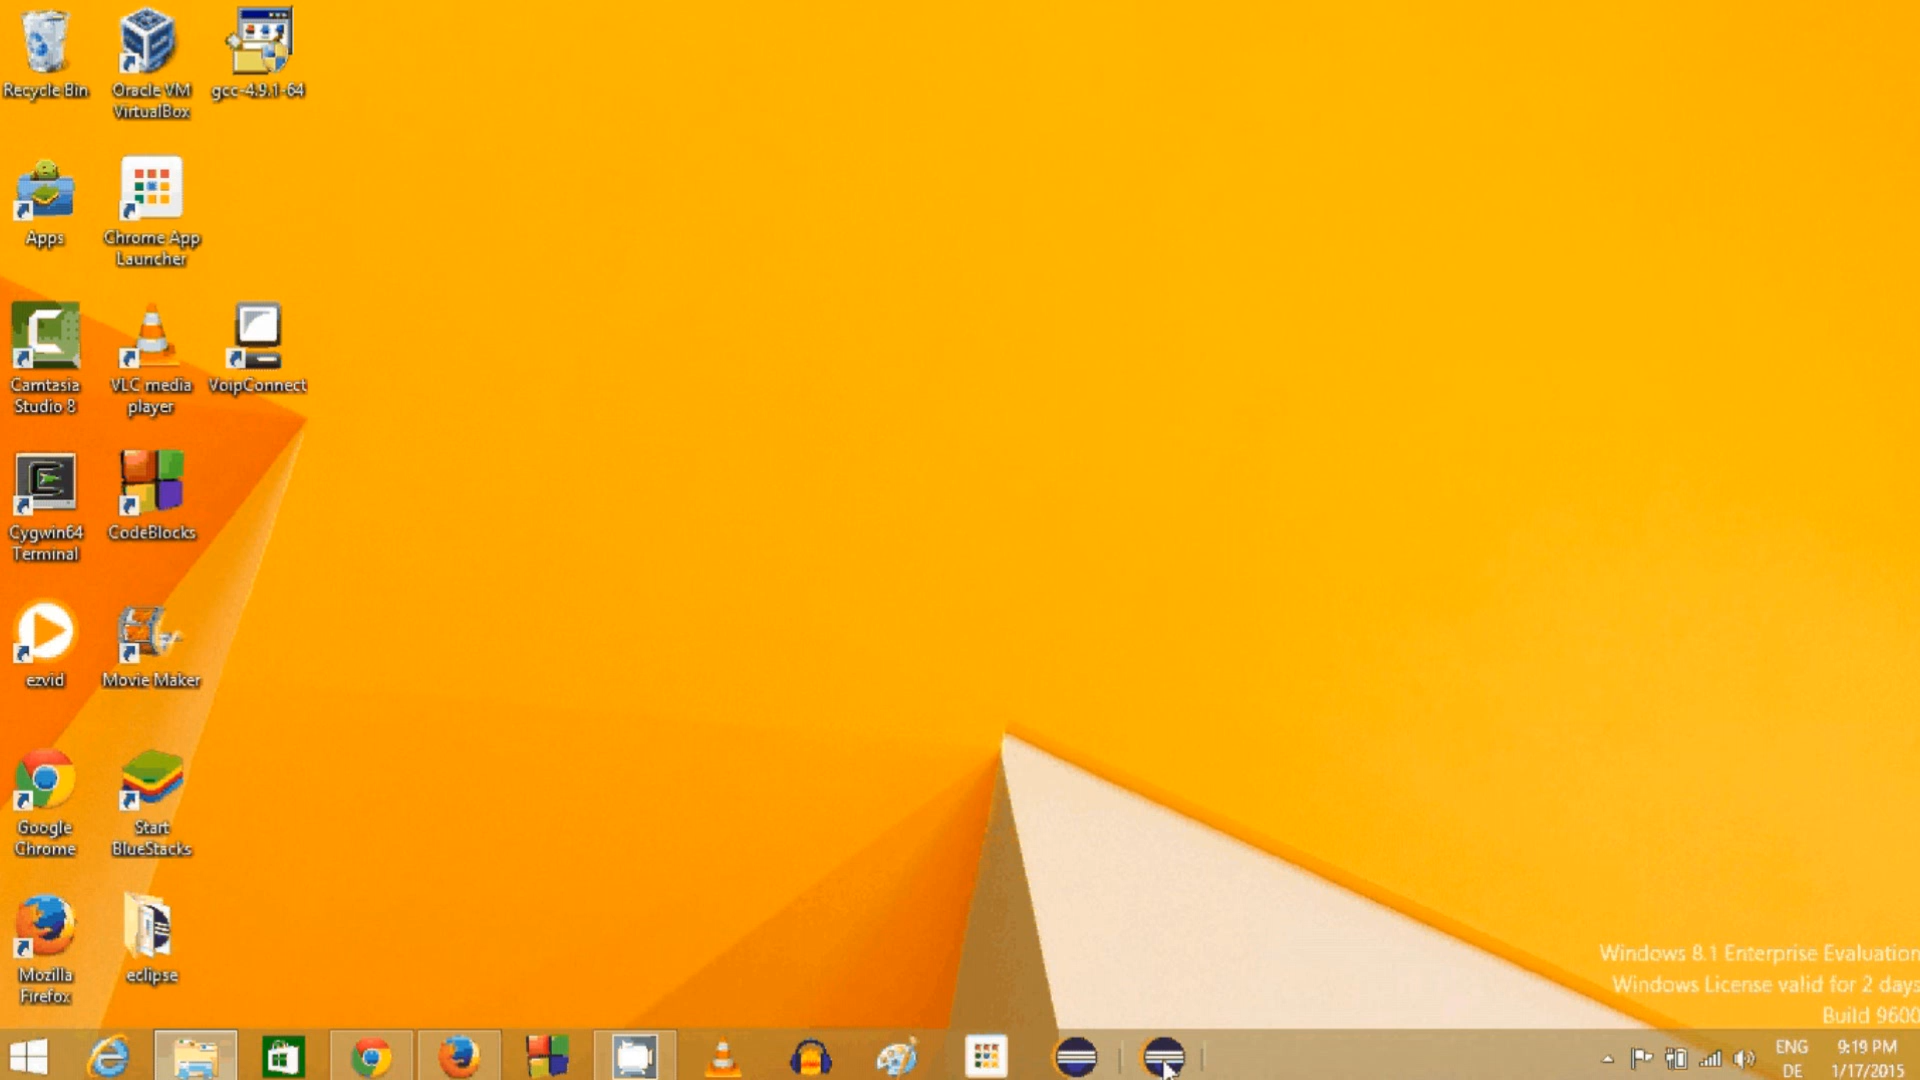 Recycle Bin
Oracle VM
VirtualBox
gcc-4.9.1-64
Apps
Chrome App
Launcher
Camtasia
Studio 8
VLC media
player
VoipConnect
Cygwin64
Terminal
CodeBlocks
ezvid
Movie Maker
Google
Chrome
Start
BlueStacks
Mozilla
Firefox
eclipse
Windows 8.1 Enterprise Evaluation
Windows License valid for 2 days
Build 9600
ENG
DE
9:19 PM
1/17/2015